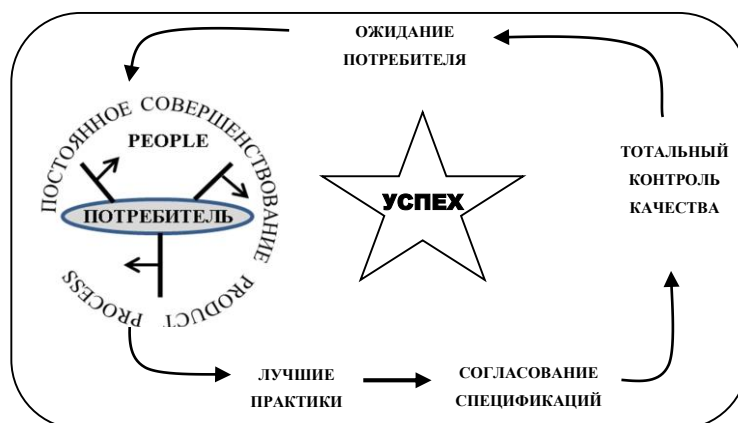 ОЖИДАНИЕ
ПОТРЕБИТЕЛЯ
ПОСТОЯННОЕ СОВЕРШЕНСТВОВАНИЕ PRODUCT PROCESS
PEOPLE
ПОТРЕБИТЕЛЬ
УСПЕХ
ТОТАЛЬНЫЙ
КОНТРОЛЬ
КАЧЕСТВА
ЛУЧШИЕ
ПРАКТИКИ
СОГЛАСОВАНИЕ
СПЕЦИФИКАЦИЙ